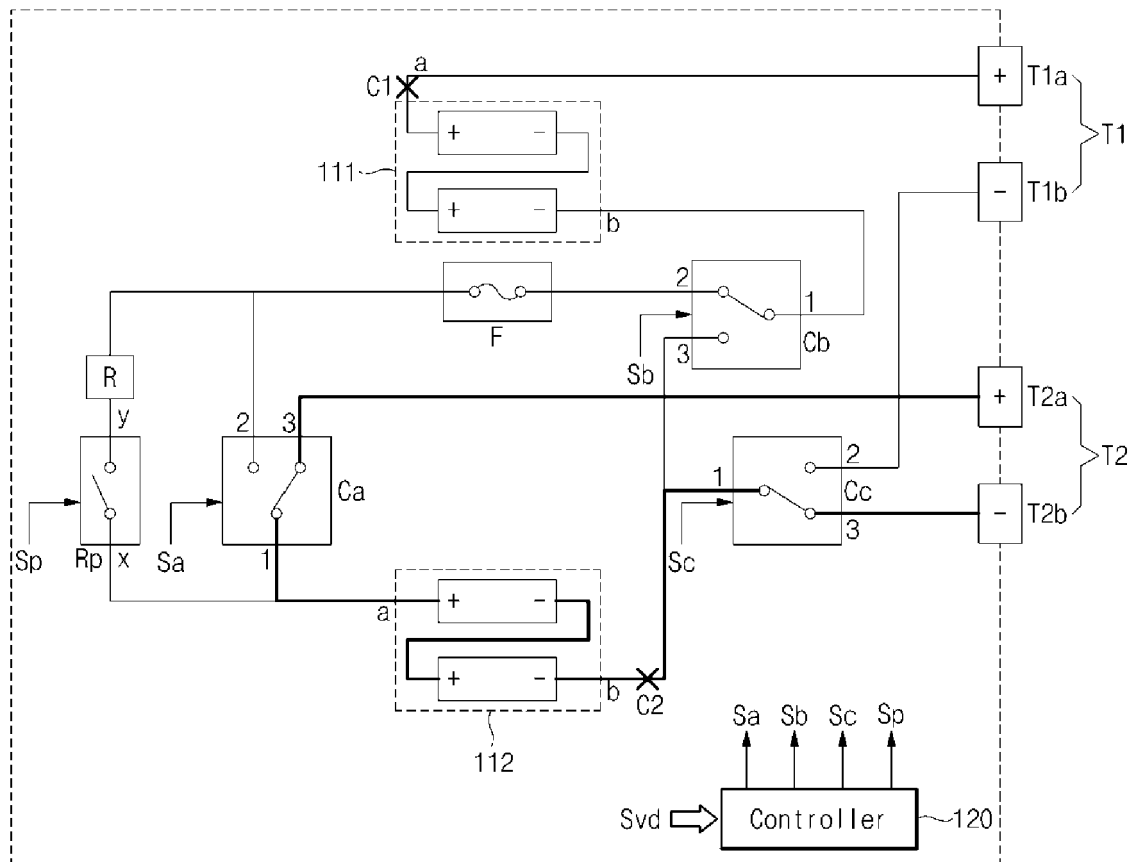 a
C1
+ T1a
T1
+ −
111
− T1b
+ −
b
2
1
F
3
Cb
Sb
R
+ T2a
y
2 3
T2
2
1
Ca
Cc
− T2b
3
Sp
Rp x
Sa
1
Sc
+ −
a
+ −
b
C2
112
Sa Sb Sc Sp
Svd Controller 120